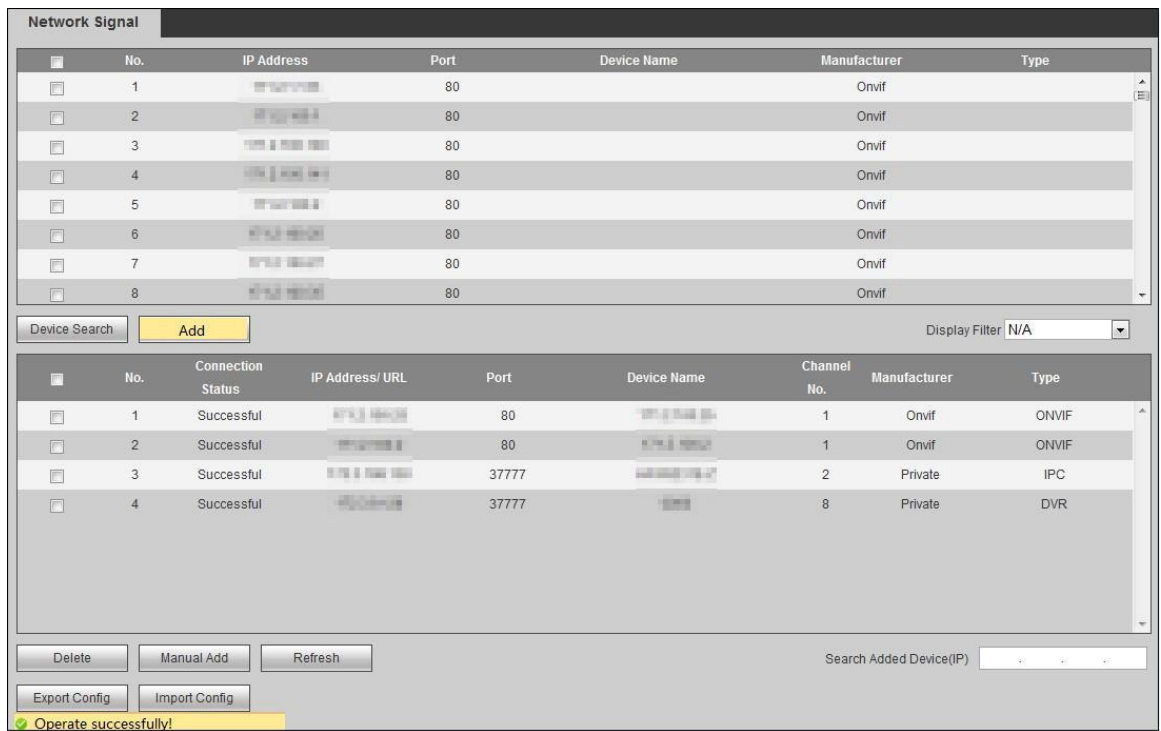 Network Signal
No. IP Address Port Device Name Manufacturer Type
1 80 Onvif
2 80 Onvif
3 80 Onvif
4 80 Onvif
5 80 Onvif
6 80 Onvif
7 80 Onvif
8 80 Onvif
Device Search Add Display Filter N/A
No. Connection Status IP Address/ URL Port Device Name Channel No. Manufacturer Type
1 Successful 80 1 Onvif ONVIF
2 Successful 80 1 Onvif ONVIF
3 Successful 37777 2 Private IPC
4 Successful 37777 8 Private DVR
Delete Manual Add Refresh Search Added Device(IP) . . .
Export Config Import Config
Operate successfully!